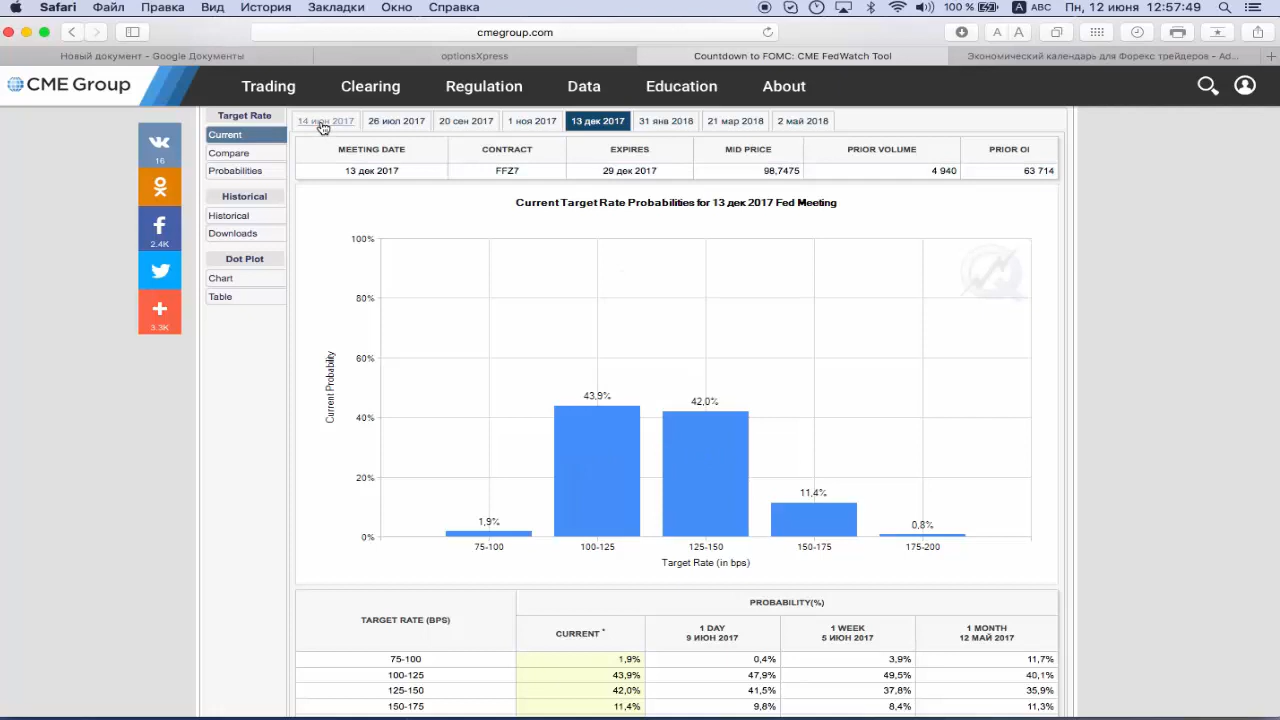 Safari Файл Правка Вид История Закладки Окно Справка 100 % ABC Пн, 12 июня 12:57:49
cmegroup.com
Новый документ - Google Документы optionsXpress Countdown to FOMC: CME FedWatch Tool Экономический календарь для Форекс трейдеров - Ad...
CME Group Trading Clearing Regulation Data Education About
Target Rate
Current
Compare
Probabilities
Historical
Historical
Downloads
Dot Plot
Chart
Table
16
2.4K
3.3K
14 июн 2017 26 июл 2017 20 сен 2017 1 ноя 2017 13 дек 2017 31 янв 2018 21 мар 2018 2 май 2018
MEETING DATE CONTRACT EXPIRES MID PRICE PRIOR VOLUME PRIOR OI
13 дек 2017 FFZ7 29 дек 2017 98,7475 4 940 63 714
Current Target Rate Probabilities for 13 дек 2017 Fed Meeting
Current Probability
100%
80%
60%
40%
20%
0%
1,9% 43,9% 42,0% 11,4% 0,8%
75-100 100-125 125-150 150-175 175-200
Target Rate (in bps)
TARGET RATE (BPS) PROBABILITY(%)
CURRENT * 1 DAY 1 WEEK 1 MONTH
9 ИЮН 2017 5 ИЮН 2017 12 МАЙ 2017
75-100 1,9% 0,4% 3,9% 11,7%
100-125 43,9% 47,9% 49,5% 40,1%
125-150 42,0% 41,5% 37,8% 35,9%
150-175 11,4% 9,8% 8,4% 11,3%